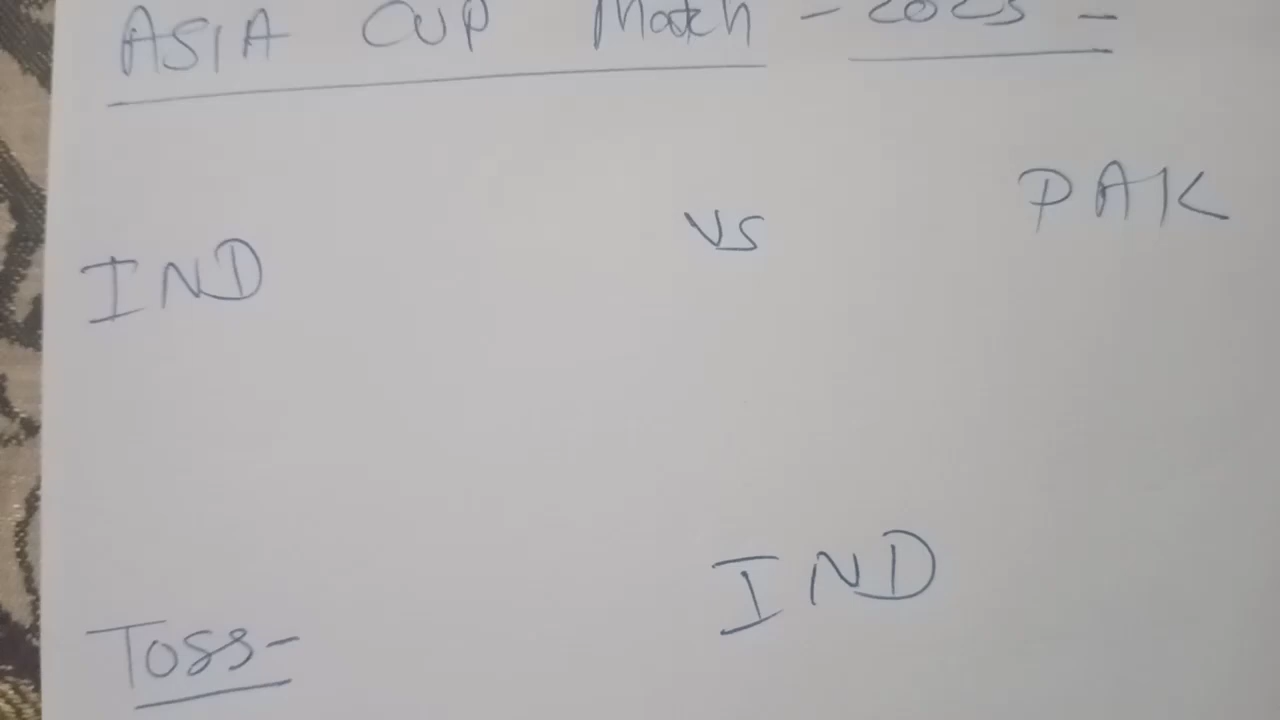 ASIA CUP Match -
IND VS PAK
TOSS- IND